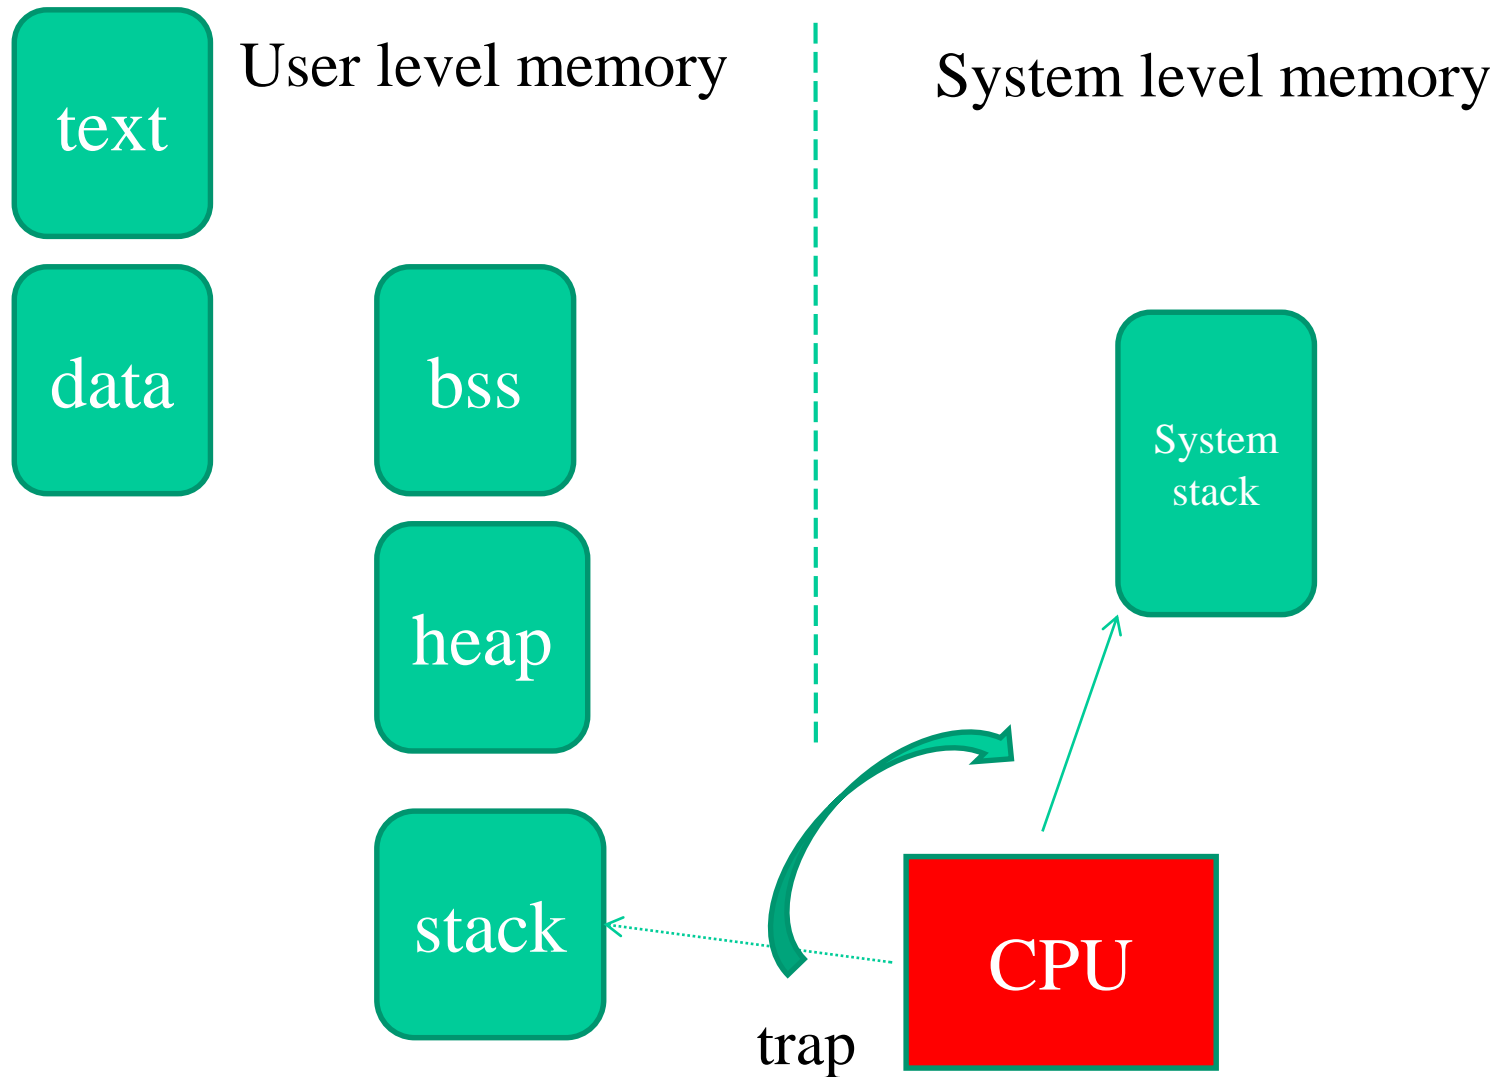 User level memory
System level memory
text
data
bss
System
stack
heap
stack
CPU
trap